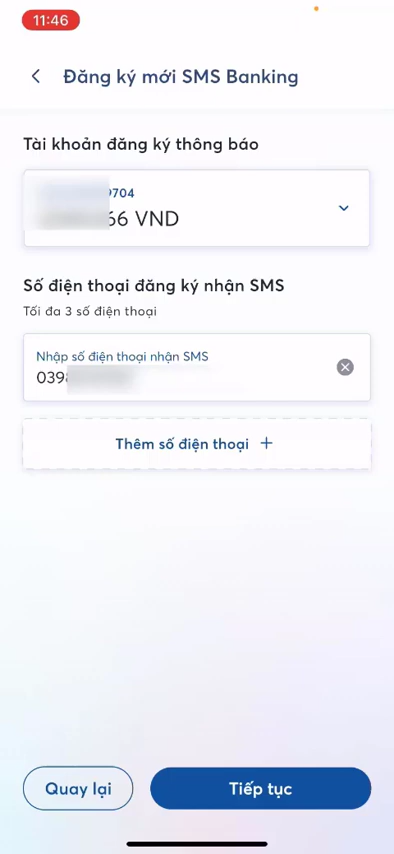 11:46
Đăng ký mới SMS Banking
Tài khoản đăng ký thông báo
9704
66 VND
Số điện thoại đăng ký nhận SMS
Tối đa 3 số điện thoại
Nhập số điện thoại nhận SMS
039
Thêm số điện thoại +
Quay lại
Tiếp tục